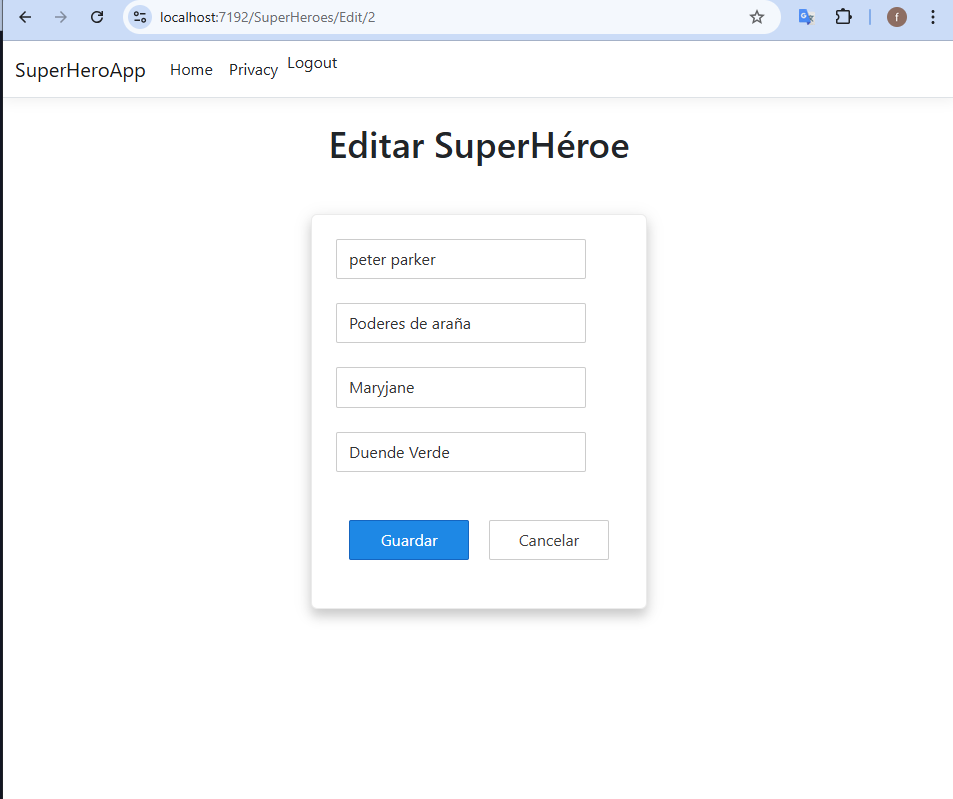 localhost:7192/SuperHeroes/Edit/2
f
SuperHeroApp Home Privacy Logout
Editar SuperHéroe
peter parker
Poderes de araña
Maryjane
Duende Verde
Guardar Cancelar